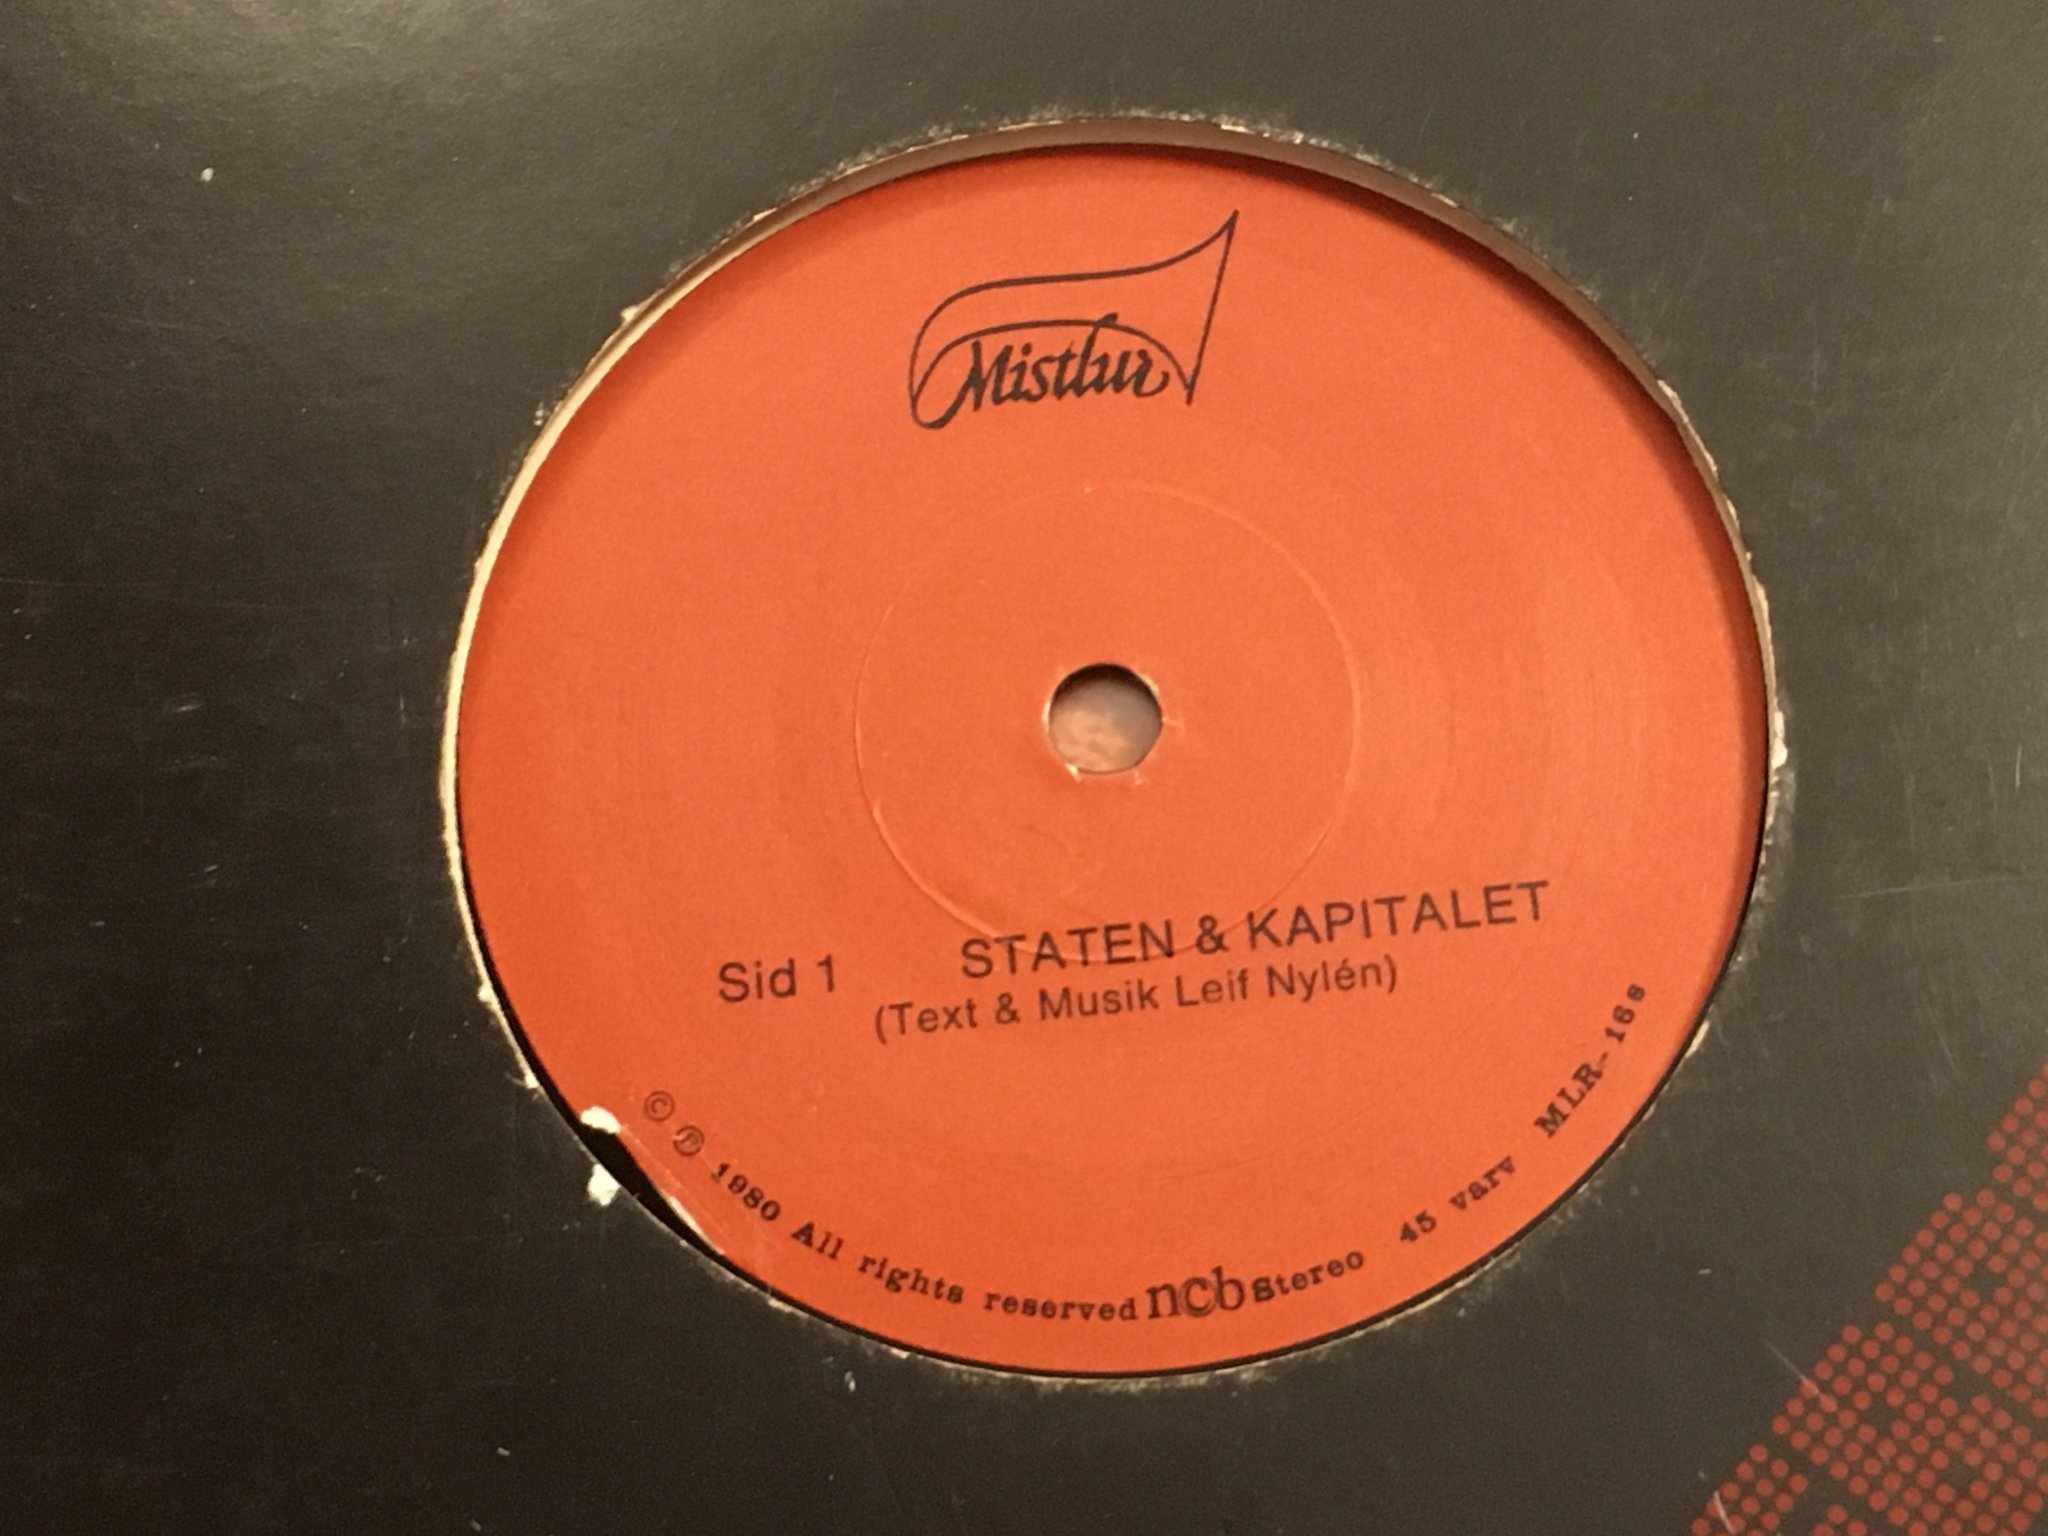 Mistlur
Sid 1 STATEN & KAPITALET
(Text & Musik Leif Nylén)
© ℗ 1980 All rights reserved ncb stereo 45 varv MLR-16s